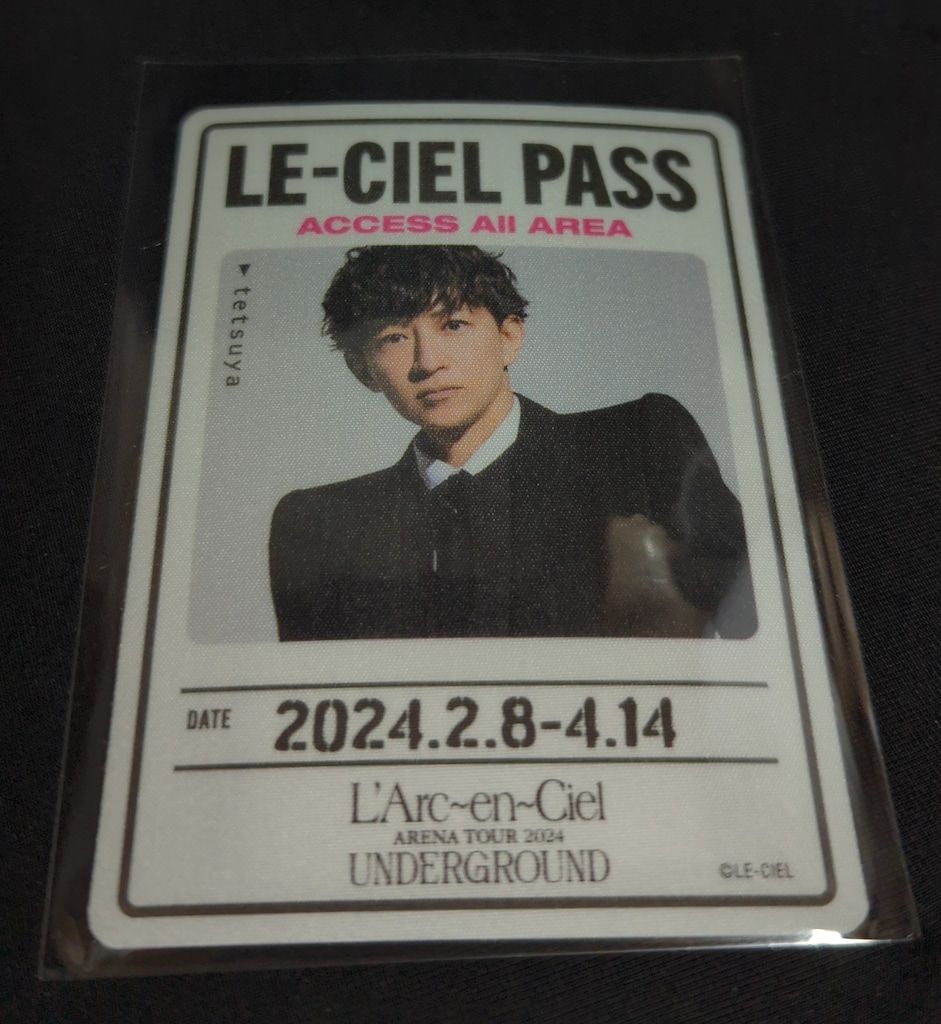 LE-CIEL PASS
ACCESS All AREA
▶tetsuya
DATE 2024.2.8-4.14
L'Arc~en~Ciel
ARENA TOUR 2024
UNDERGROUND
©LE-CIEL